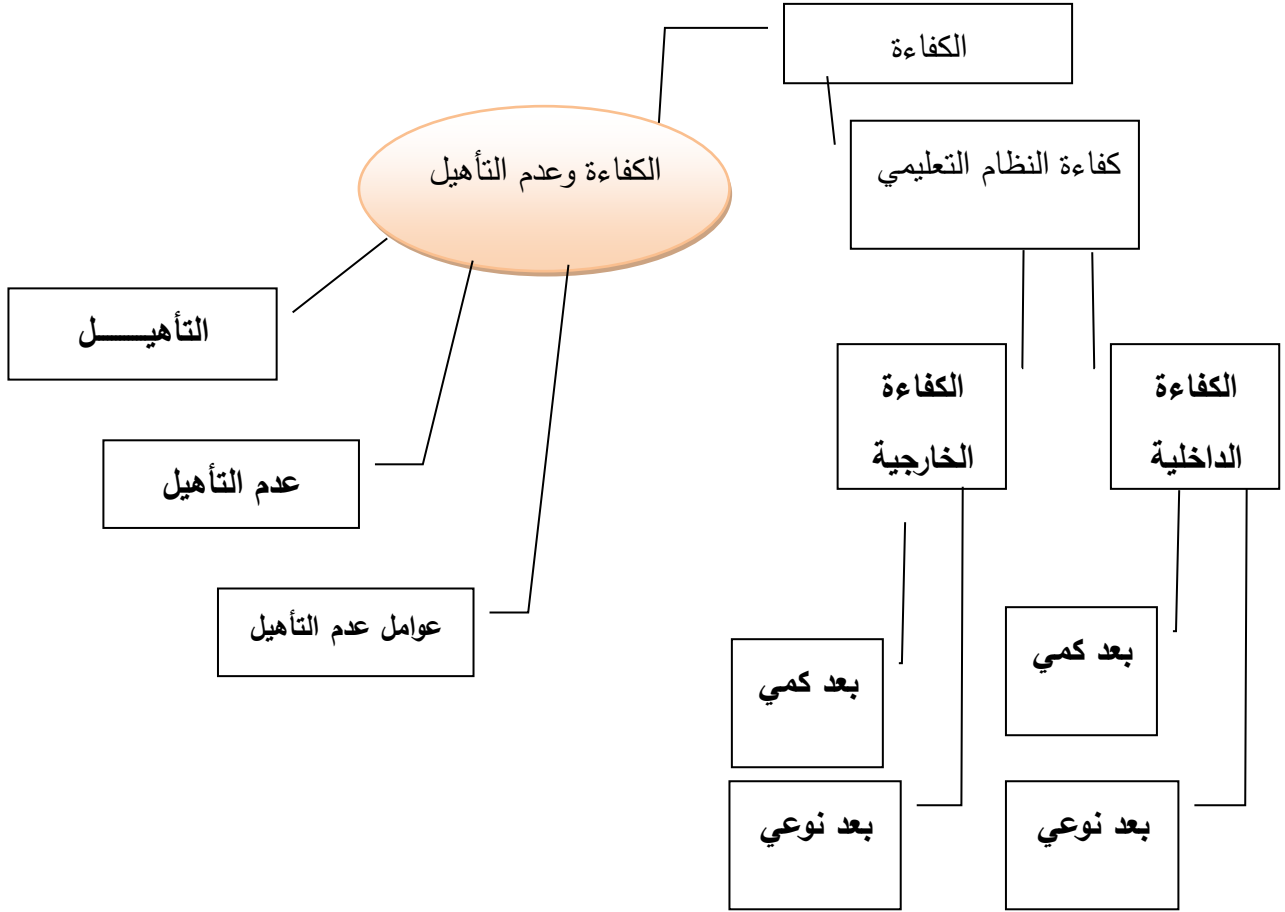 الكفاءة
كفاءة النظام التعليمي
الكفاءة وعدم التأهيل
التأهيـــــــل
الكفاءة
الداخلية
الكفاءة
الخارجية
عدم التأهيل
عوامل عدم التأهيل
بعد كمي
بعد كمي
بعد نوعي
بعد نوعي